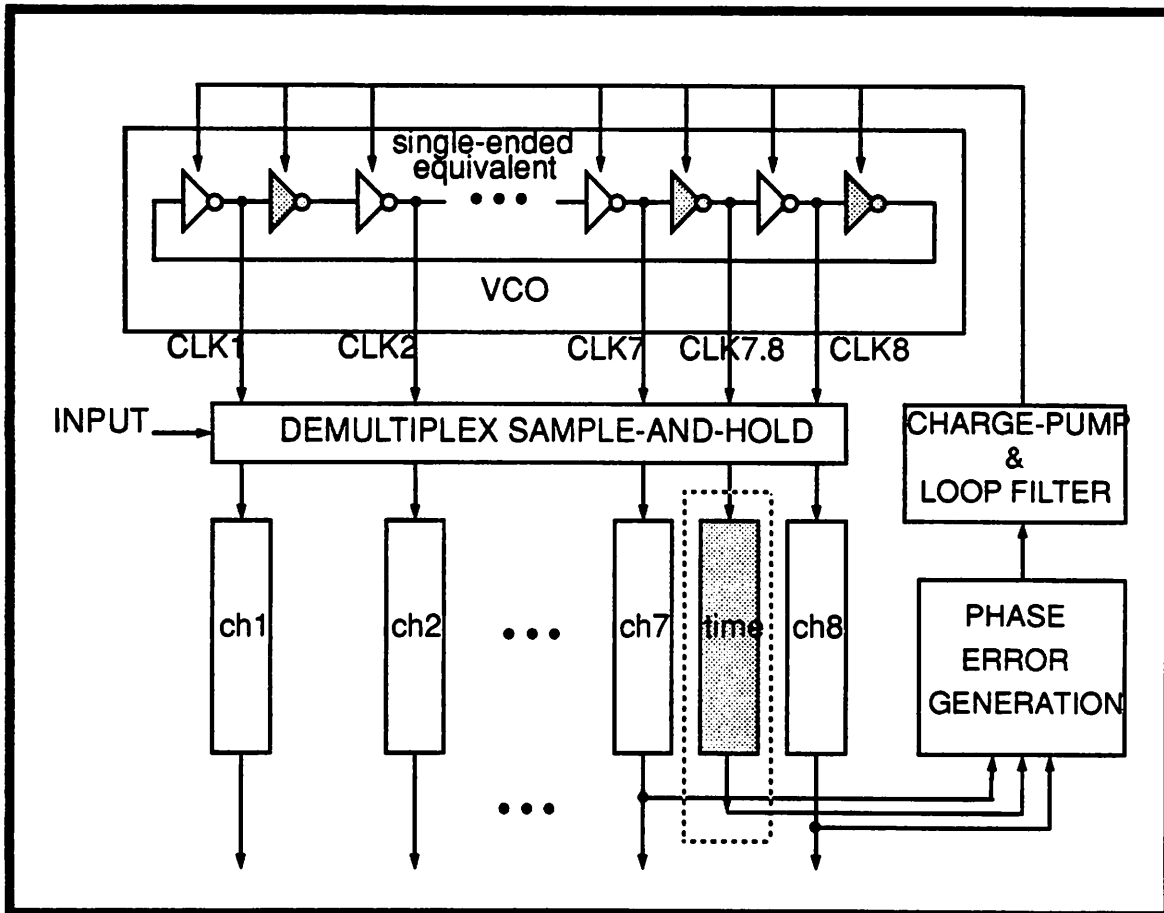 single-ended
equivalent
VCO
CLK1 CLK2 CLK7 CLK7.8 CLK8
INPUT
DEMULTIPLEX SAMPLE-AND-HOLD
CHARGE-PUMP
&
LOOP FILTER
ch1 ch2 ch7 time ch8
PHASE
ERROR
GENERATION